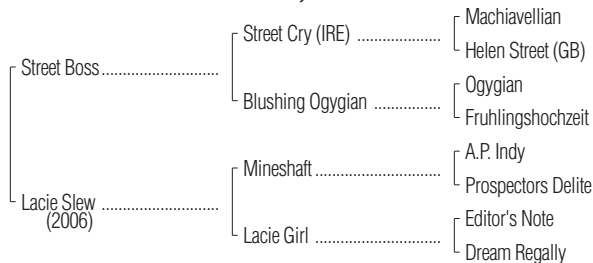 Machiavellian
Street Cry (IRE) ..................
Helen Street (GB)
Street Boss..........................
Ogygian
Blushing Ogygian ...............
Fruhlingshochzeit
A.P. Indy
Mineshaft............................
Prospectors Delite
Lacie Slew ..........................
(2006)
Editor's Note
Lacie Girl ............................
Dream Regally